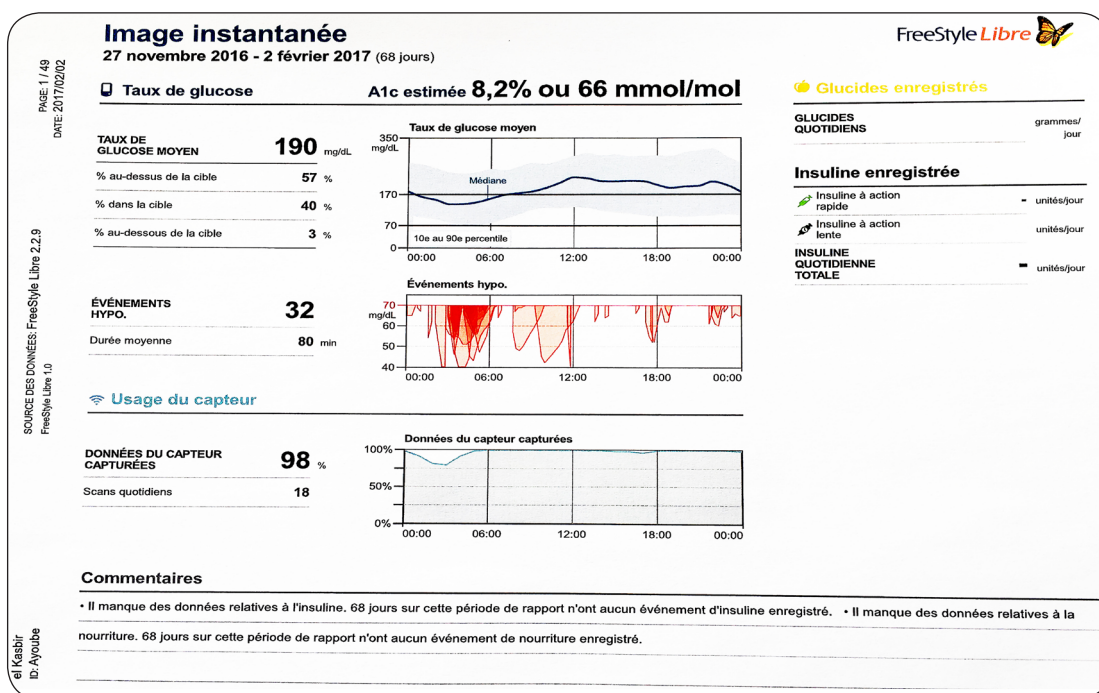 Image instantanée
27 novembre 2016 - 2 février 2017 (68 jours)
FreeStyle Libre
PAGE: 1 / 49
DATE: 2017/02/02
SOURCE DES DONNÉES: FreeStyle Libre 2.2.9
FreeStyle Libre 1.0
el Kasbir
ID: Ayoube
Taux de glucose
A1c estimée 8,2% ou 66 mmol/mol
TAUX DE
GLUCOSE MOYEN 190 mg/dL
% au-dessus de la cible 57 %
% dans la cible 40 %
% au-dessous de la cible 3 %
Taux de glucose moyen
350
mg/dL
Médiane
170
70
10e au 90e percentile
0
00:00 06:00 12:00 18:00 00:00
ÉVÉNEMENTS
HYPO. 32
Durée moyenne 80 min
Événements hypo.
70
mg/dL
60
50
40
00:00 06:00 12:00 18:00 00:00
Usage du capteur
DONNÉES DU CAPTEUR
CAPTURÉES 98 %
Scans quotidiens 18
Données du capteur capturées
100%
50%
0%
00:00 06:00 12:00 18:00 00:00
Glucides enregistrés
GLUCIDES
QUOTIDIENS
grammes/
jour
Insuline enregistrée
Insuline à action
rapide - unités/jour
Insuline à action
lente unités/jour
INSULINE
QUOTIDIENNE
TOTALE - unités/jour
Commentaires
• Il manque des données relatives à l'insuline. 68 jours sur cette période de rapport n'ont aucun événement d'insuline enregistré. • Il manque des données relatives à la
nourriture. 68 jours sur cette période de rapport n'ont aucun événement de nourriture enregistré.